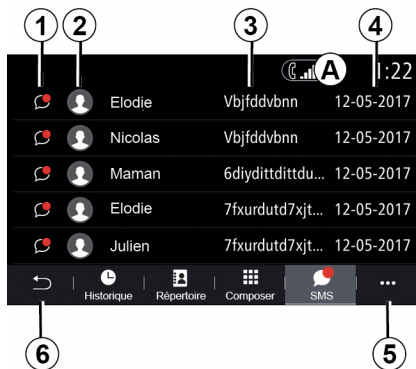 1 2 3 4
A 1:22
Elodie Vbjfddvbnn 12-05-2017
Nicolas Vbjfddvbnn 12-05-2017
Maman 6diydittdittdu... 12-05-2017
Elodie 7fxurdutd7xjt... 12-05-2017
Julien 7fxurdutd7xjt... 12-05-2017
Historique Répertoire Composer SMS ...
6 5